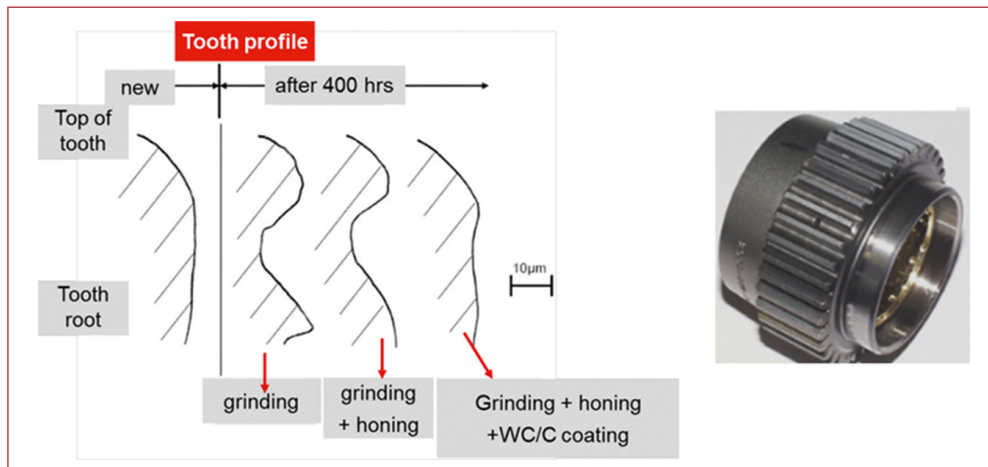 Tooth profile
new
after 400 hrs
Top of
tooth
Tooth
root
10μm
grinding
grinding
+ honing
Grinding + honing
+WC/C coating